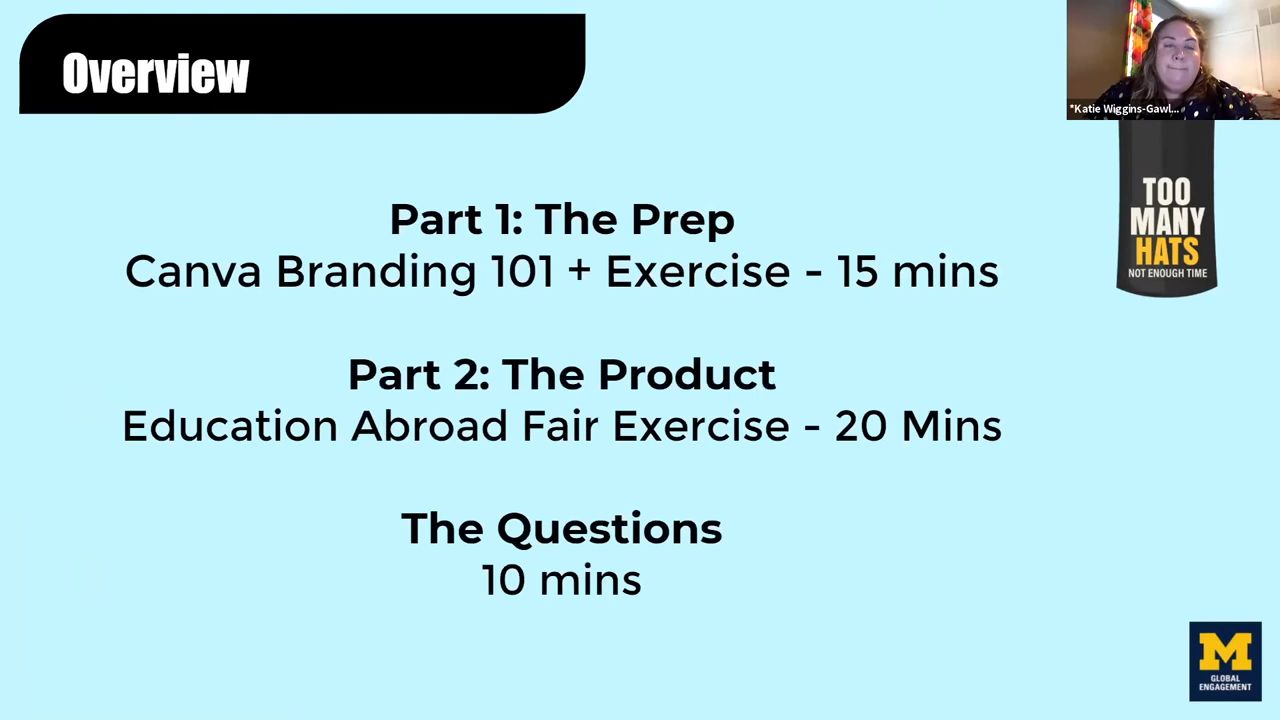 Overview
*Katie Wiggins-Gawl...
TOO
MANY
HATS
NOT ENOUGH TIME
Part 1: The Prep
Canva Branding 101 + Exercise - 15 mins
Part 2: The Product
Education Abroad Fair Exercise - 20 Mins
The Questions
10 mins
M
GLOBAL
ENGAGEMENT